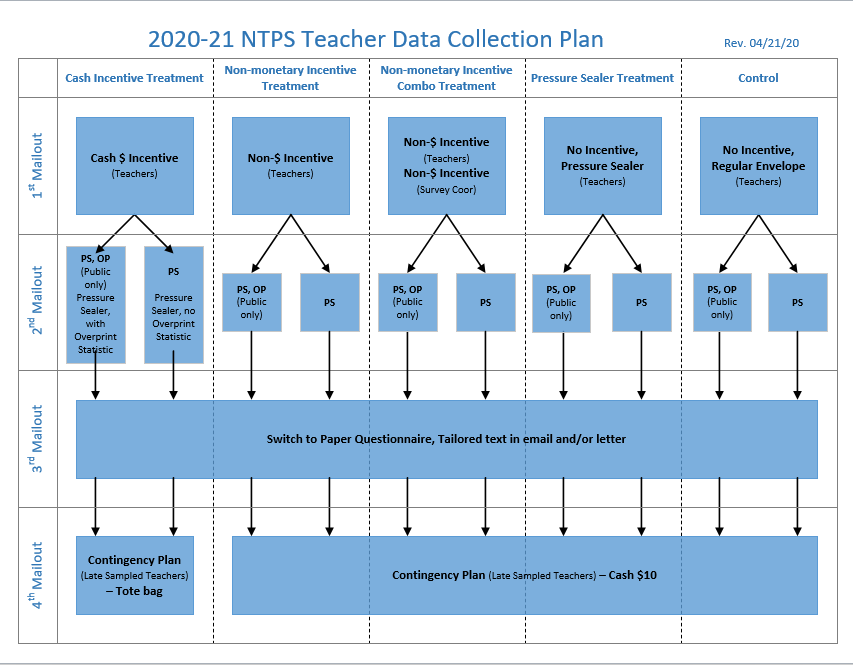 2020-21 NTPS Teacher Data Collection Plan
Rev. 04/21/20
Cash Incentive Treatment
Non-monetary Incentive
Treatment
Non-monetary Incentive
Combo Treatment
Pressure Sealer Treatment
Control
1st Mailout
Cash $ Incentive
(Teachers)
Non-$ Incentive
(Teachers)
Non-$ Incentive
(Teachers)
Non-$ Incentive
(Survey Coor)
No Incentive,
Pressure Sealer
(Teachers)
No Incentive,
Regular Envelope
(Teachers)
2nd Mailout
PS, OP
(Public
only)
Pressure
Sealer,
with
Overprint
Statistic
PS
Pressure
Sealer, no
Overprint
Statistic
PS, OP
(Public
only)
PS
PS, OP
(Public
only)
PS
PS, OP
(Public
only)
PS
PS, OP
(Public
only)
PS
3rd Mailout
Switch to Paper Questionnaire, Tailored text in email and/or letter
4th Mailout
Contingency Plan
(Late Sampled Teachers)
– Tote bag
Contingency Plan (Late Sampled Teachers) – Cash $10